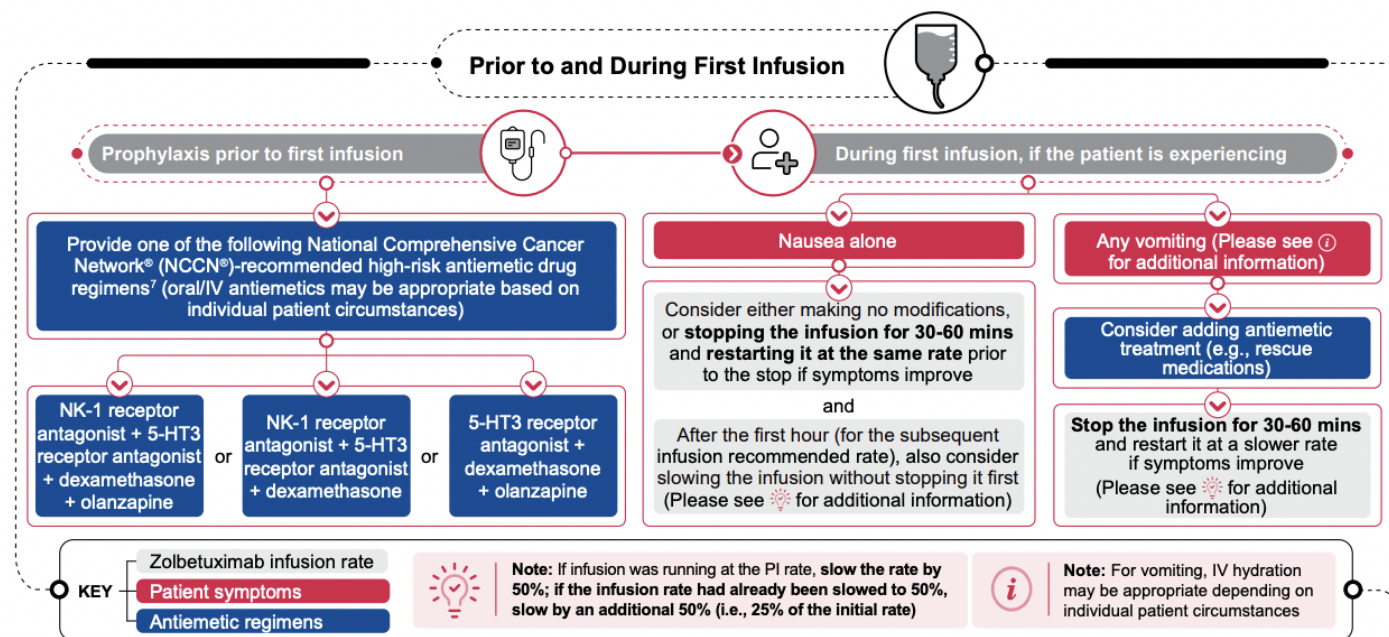 Prior to and During First Infusion
Prophylaxis prior to first infusion
During first infusion, if the patient is experiencing
Provide one of the following National Comprehensive Cancer
Network® (NCCN®)-recommended high-risk antiemetic drug
regimens⁷ (oral/IV antiemetics may be appropriate based on
individual patient circumstances)
NK-1 receptor
antagonist + 5-HT3
receptor antagonist
+ dexamethasone
+ olanzapine
or
NK-1 receptor
antagonist + 5-HT3
receptor antagonist
+ dexamethasone
or
5-HT3 receptor
antagonist +
dexamethasone
+ olanzapine
Nausea alone
Consider either making no modifications,
or stopping the infusion for 30-60 mins
and restarting it at the same rate prior
to the stop if symptoms improve
and
After the first hour (for the subsequent
infusion recommended rate), also consider
slowing the infusion without stopping it first
(Please see for additional information)
Any vomiting (Please see i
for additional information)
Consider adding antiemetic
treatment (e.g., rescue
medications)
Stop the infusion for 30-60 mins
and restart it at a slower rate
if symptoms improve
(Please see for additional
information)
KEY
Zolbetuximab infusion rate
Patient symptoms
Antiemetic regimens
Note: If infusion was running at the PI rate, slow the rate by
50%; if the infusion rate had already been slowed to 50%,
slow by an additional 50% (i.e., 25% of the initial rate)
i
Note: For vomiting, IV hydration
may be appropriate depending on
individual patient circumstances